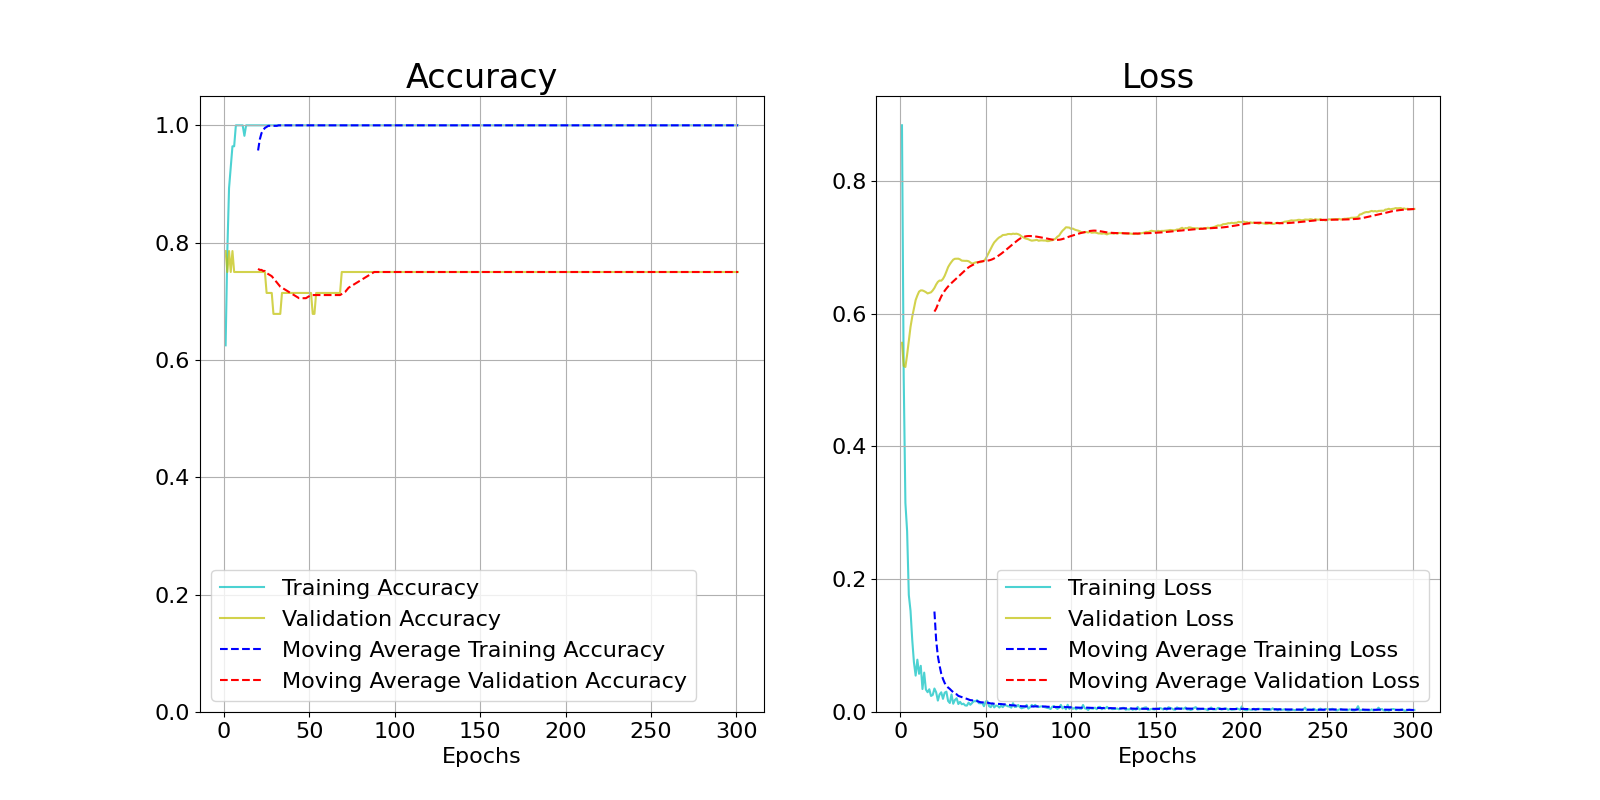 Accuracy
1.0
0.8
0.6
0.4
0.2
0.0
Training Accuracy
Validation Accuracy
Moving Average Training Accuracy
Moving Average Validation Accuracy
0 50 100 150 200 250 300
Epochs
Loss
0.8
0.6
0.4
0.2
0.0
Training Loss
Validation Loss
Moving Average Training Loss
Moving Average Validation Loss
0 50 100 150 200 250 300
Epochs